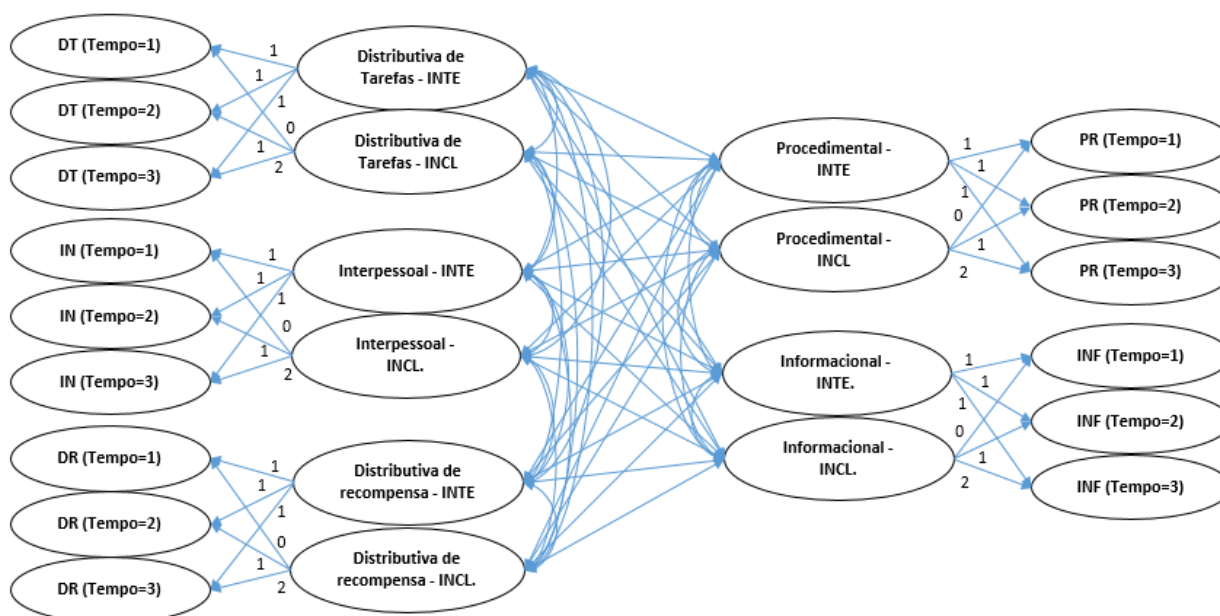 DT (Tempo=1)
DT (Tempo=2)
DT (Tempo=3)
1
1
1
0
1
2
Distributiva de
Tarefas - INTE
Distributiva de
Tarefas - INCL
IN (Tempo=1)
IN (Tempo=2)
IN (Tempo=3)
1
1
1
0
1
2
Interpessoal - INTE
Interpessoal -
INCL.
DR (Tempo=1)
DR (Tempo=2)
DR (Tempo=3)
1
1
1
0
1
2
Distributiva de
recompensa - INTE
Distributiva de
recompensa - INCL.
Procedimental -
INTE
Procedimental -
INCL
1
1
1
0
1
2
PR (Tempo=1)
PR (Tempo=2)
PR (Tempo=3)
Informacional -
INTE.
Informacional -
INCL.
1
1
1
0
1
2
INF (Tempo=1)
INF (Tempo=2)
INF (Tempo=3)